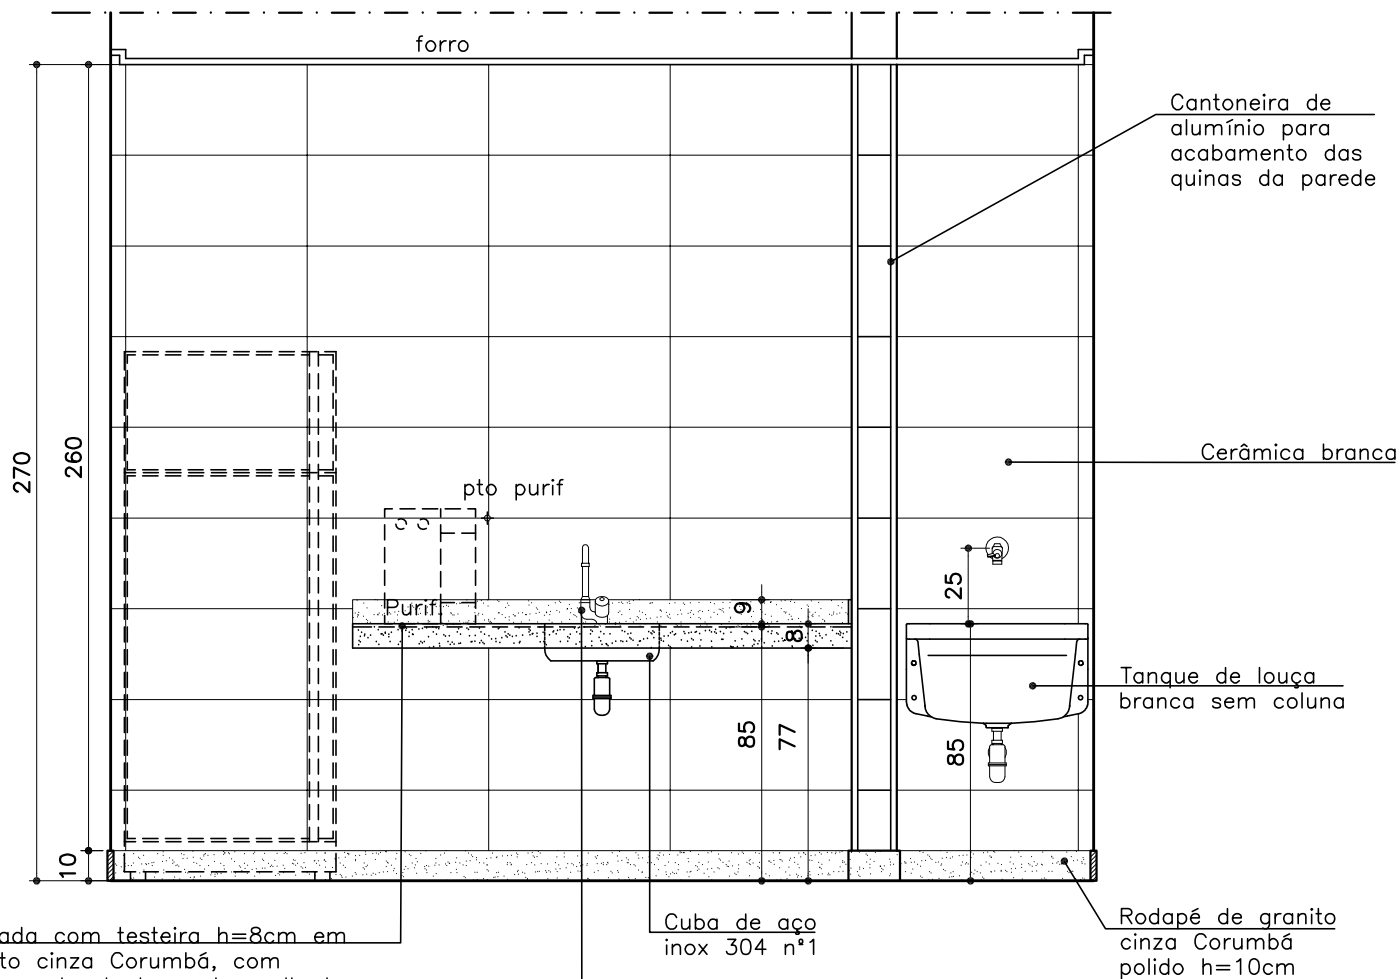 forro
Cantoneira de
alumínio para
acabamento das
quinas da parede
270
260
Cerâmica branca
pto purif
25
Purif.
9
8
Tanque de louça
branca sem coluna
85
77
85
10
com testeira h=8cm em
cinza Corumbá, com
Cuba de aço
inox 304 nº1
Rodapé de granito
cinza Corumbá
polido h=10cm